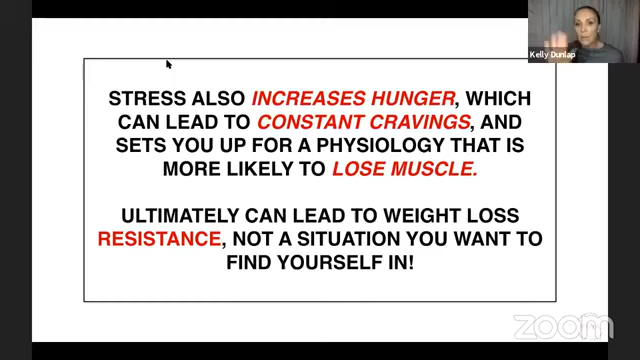 Kelly Dunlap
STRESS ALSO INCREASES HUNGER, WHICH
CAN LEAD TO CONSTANT CRAVINGS, AND
SETS YOU UP FOR A PHYSIOLOGY THAT IS
MORE LIKELY TO LOSE MUSCLE.
ULTIMATELY CAN LEAD TO WEIGHT LOSS
RESISTANCE, NOT A SITUATION YOU WANT TO
FIND YOURSELF IN!
zoom